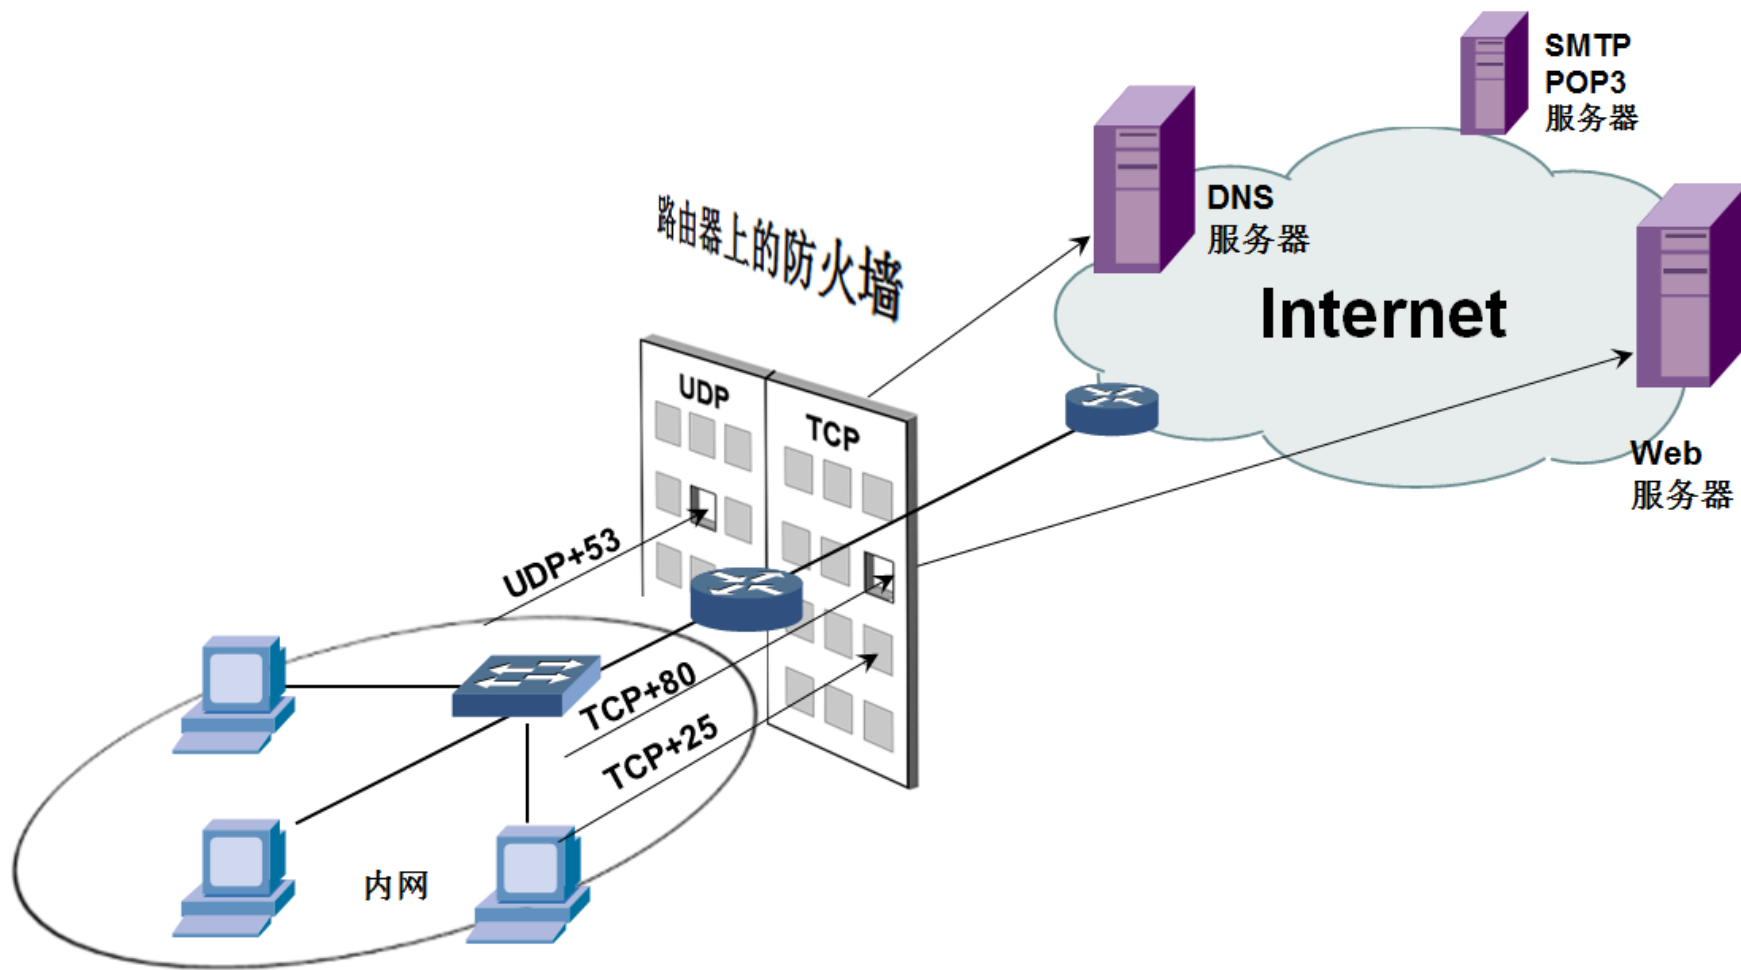 SMTP
POP3
服务器
DNS
服务器
路由器上的防火墙
Internet
UDP
TCP
Web
服务器
UDP+53
TCP+80
TCP+25
内网